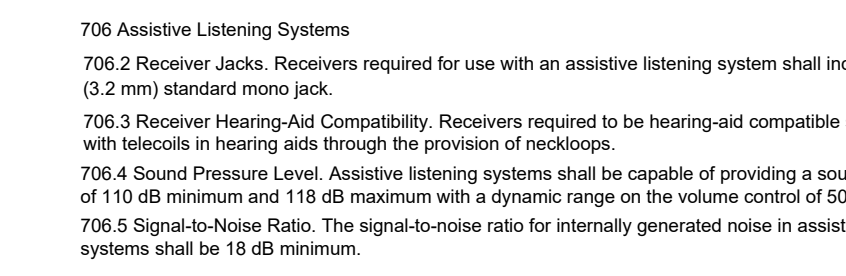 706 Assistive Listening Systems
706.2 Receiver Jacks. Receivers required for use with an assistive listening system shall
(3.2 mm) standard mono jack.
706.3 Receiver Hearing-Aid Compatibility. Receivers required to be hearing-aid compatible
with telecoils in hearing aids through the provision of neckloops.
706.4 Sound Pressure Level. Assistive listening systems shall be capable of providing a
of 110 dB minimum and 118 dB maximum with a dynamic range on the volume control of 50
706.5 Signal-to-Noise Ratio. The signal-to-noise ratio for internally generated noise in
systems shall be 18 dB minimum.